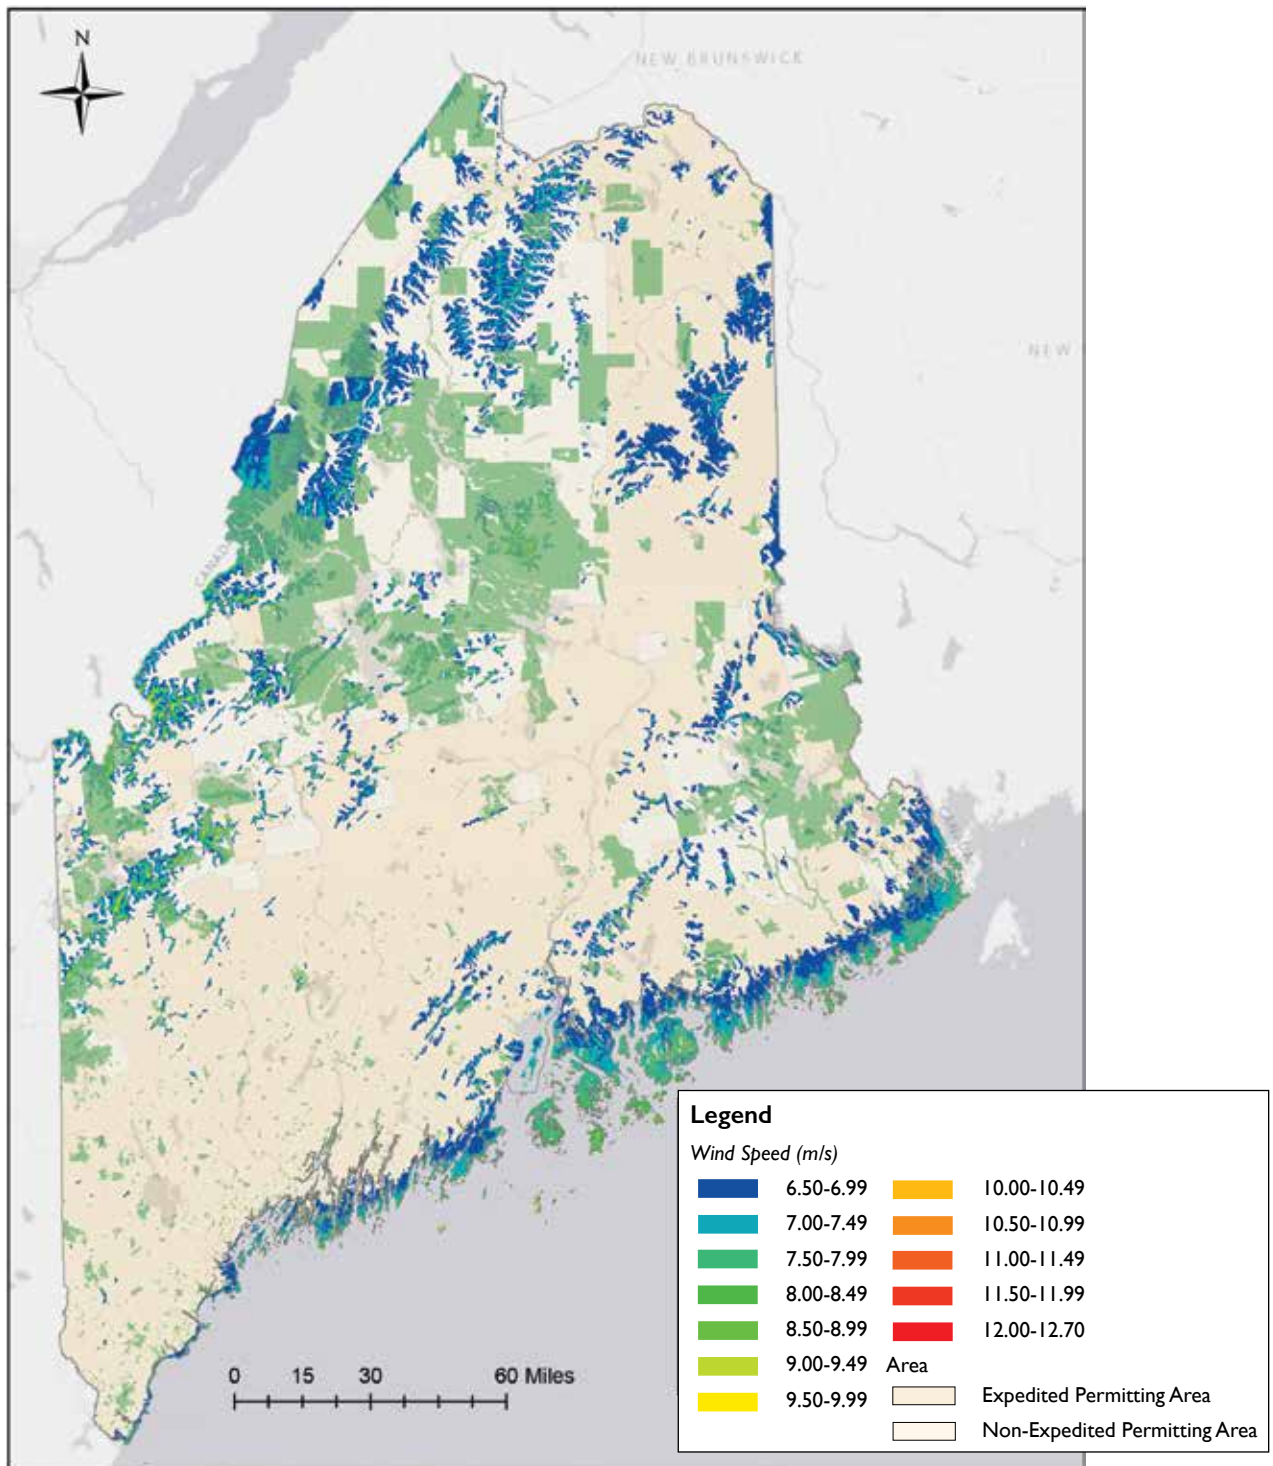 N
NEW BRUNSWICK
NEW
CANAD
0 15 30 60 Miles
Legend
Wind Speed (m/s)
6.50-6.99 10.00-10.49
7.00-7.49 10.50-10.99
7.50-7.99 11.00-11.49
8.00-8.49 11.50-11.99
8.50-8.99 12.00-12.70
9.00-9.49 Area
9.50-9.99 Expedited Permitting Area
Non-Expedited Permitting Area